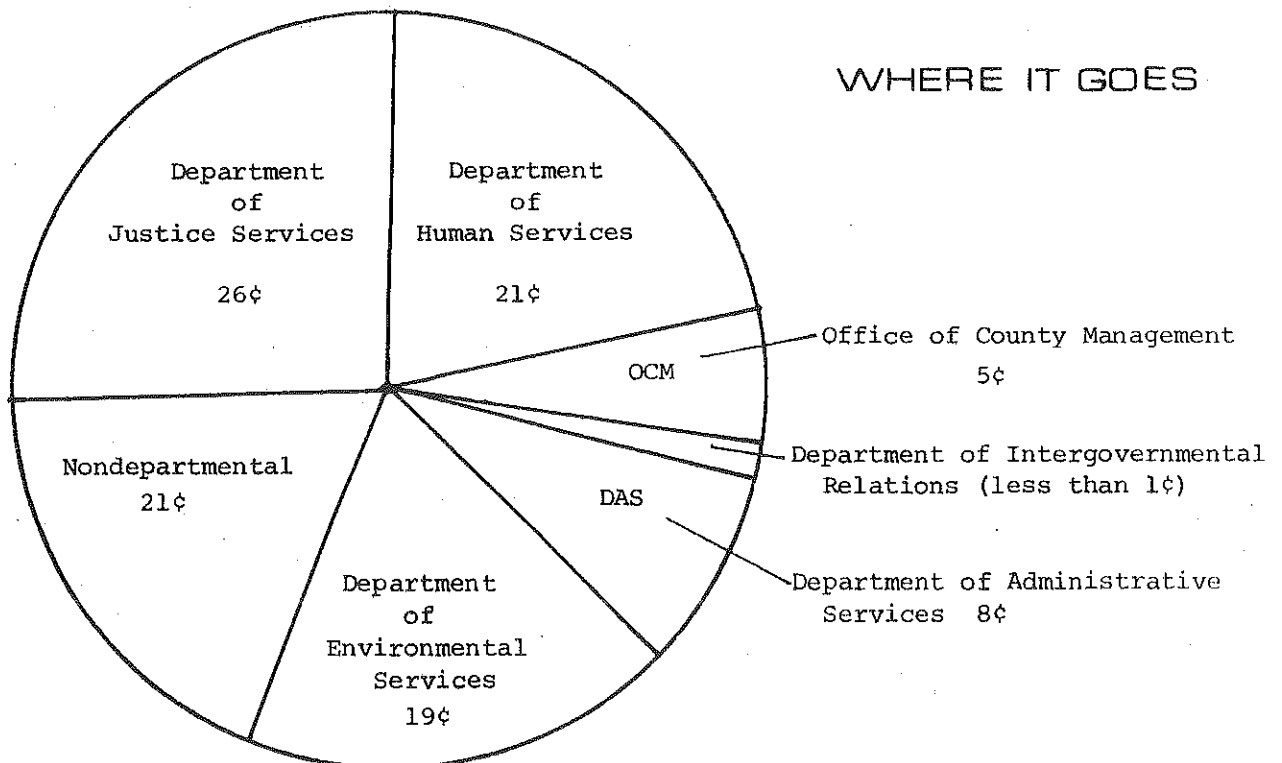 WHERE IT GOES
Department
of
Justice Services
26¢
Department
of
Human Services
21¢
OCM
Office of County Management
5¢
Department of Intergovernmental
Relations (less than 1¢)
DAS
Department of Administrative
Services 8¢
Nondepartmental
21¢
Department
of
Environmental
Services
19¢